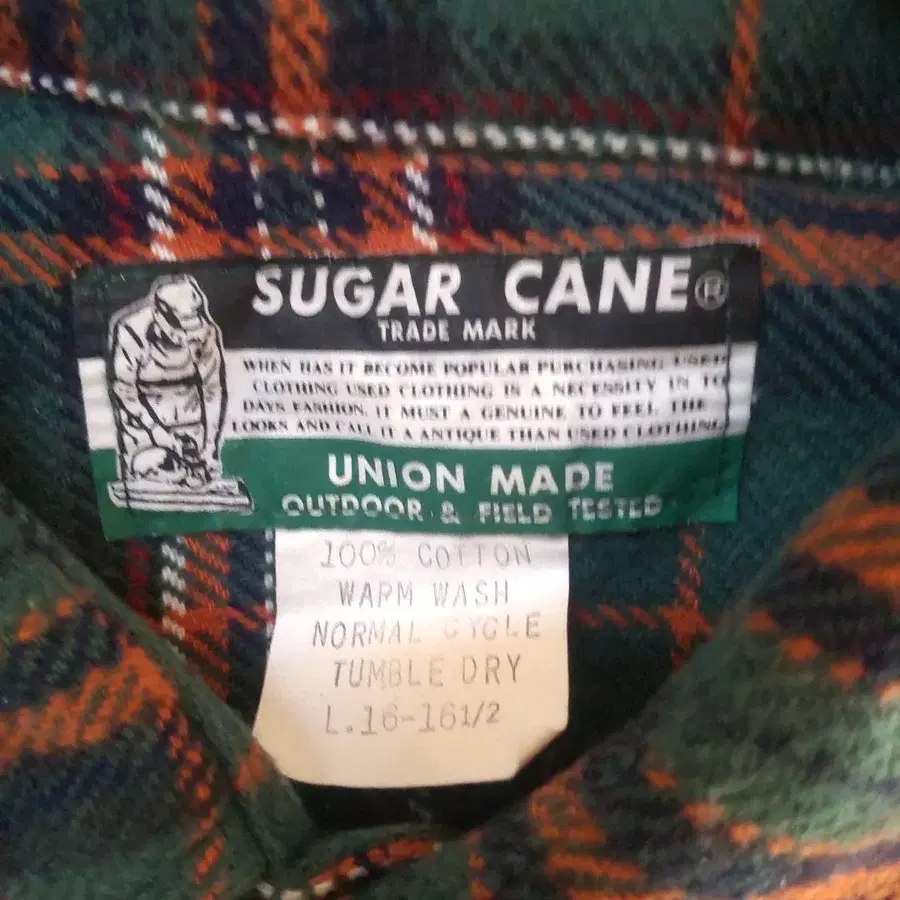 SUGAR CANE®
TRADE MARK
WHEN HAS IT BECOME POPULAR PURCHASING USED
CLOTHING USED CLOTHING IS A NECESSITY IN TO
DAYS FASHION. IT MUST A GENUINE TO FEEL THE
LOOKS AND CALL IT A ANTIQUE THAN USED CLOTHING
UNION MADE
OUTDOOR & FIELD TESTED
100% COTTON
WARM WASH
NORMAL CYCLE
TUMBLE DRY
L.16-16 1/2